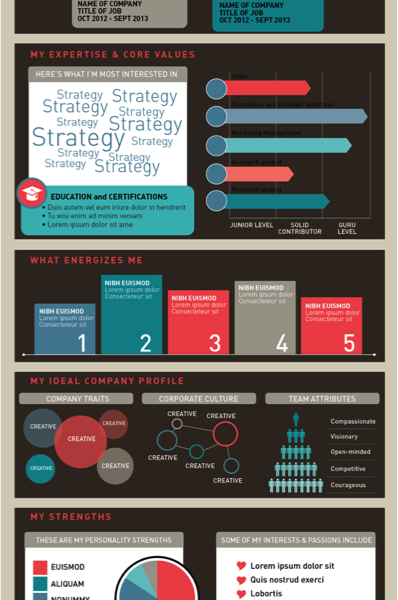 NAME OF COMPANY
TITLE OF JOB
OCT 2012 - SEPT 2013
NAME OF COMPANY
TITLE OF JOB
OCT 2012 - SEPT 2013
MY EXPERTISE & CORE VALUES
HERE'S WHAT I'M MOST INTERESTED IN
Strategy
Strategy
Strategy
Strategy
Strategy
Strategy
Strategy
Strategy
Strategy
Strategy
Strategy
EDUCATION and CERTIFICATIONS
• Duis autem vel eum iriure dolor in hendrerit
• Tu wisi enim ad minim veniam
• Lorem ipsum dolor sit ame
Sales
Operations and Strategic Initiatives
Marketing Management
Research analyst
Research analyst
JUNIOR LEVEL
SOLID
CONTRIBUTOR
GURU
LEVEL
WHAT ENERGIZES ME
NIBH EUISMOD
Lorem ipsum dolor
Consecteteur sit
1
NIBH EUISMOD
Lorem ipsum dolor
Consecteteur sit
2
NIBH EUISMOD
Lorem ipsum dolor
Consecteteur sit
3
NIBH EUISMOD
Lorem ipsum dolor
Consecteteur sit
4
NIBH EUISMOD
Lorem ipsum dolor
Consecteteur sit
5
MY IDEAL COMPANY PROFILE
COMPANY TRAITS
CREATIVE
CREATIVE
CREATIVE
CREATIVE
CREATIVE
CORPORATE CULTURE
CREATIVE
CREATIVE
CREATIVE
CREATIVE
CREATIVE
TEAM ATTRIBUTES
Compassionate
Visionary
Open-minded
Competitive
Courageous
MY STRENGTHS
THESE ARE MY PERSONALITY STRENGTHS
EUISMOD
ALIQUAM
NONUMMY
SOME OF MY INTERESTS & PASSIONS INCLUDE
Lorem ipsum dolor sit
Quis nostrud exerci
Lobortis